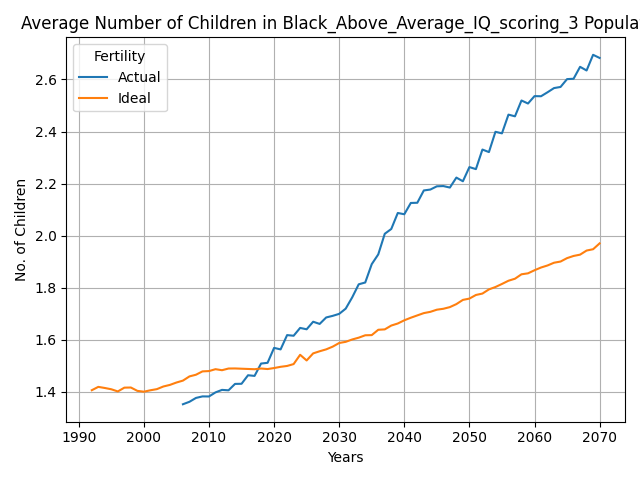 Average Number of Children in Black_Above_Average_IQ_scoring_3 Popula
Fertility
Actual
Ideal
No. of Children
2.6
2.4
2.2
2.0
1.8
1.6
1.4
1990 2000 2010 2020 2030 2040 2050 2060 2070
Years